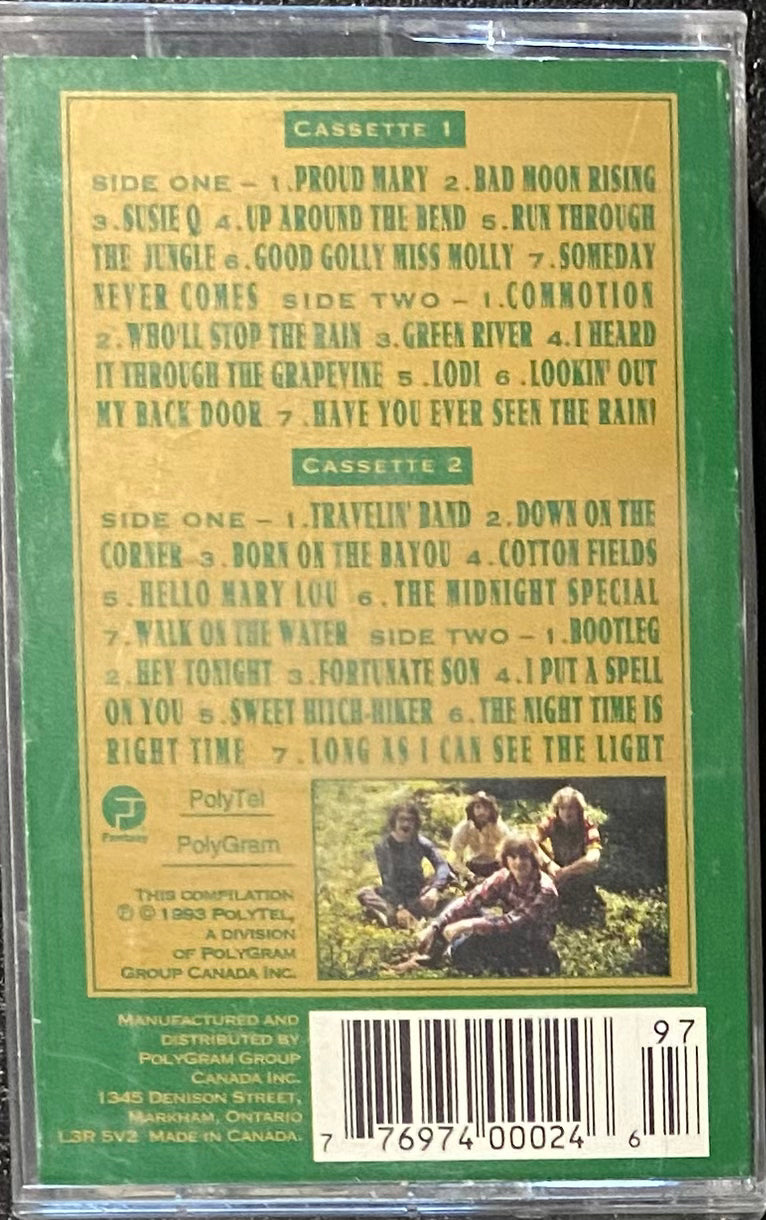 CASSETTE 1
SIDE ONE – 1.PROUD MARY 2.BAD MOON RISING
3.SUSIE Q 4.UP AROUND THE BEND 5.RUN THROUGH
THE JUNGLE 6.GOOD GOLLY MISS MOLLY 7.SOMEDAY
NEVER COMES SIDE TWO – 1.COMMOTION
2.WHO'LL STOP THE RAIN 3.GREEN RIVER 4.I HEARD
IT THROUGH THE GRAPEVINE 5.LODI 6.LOOKIN' OUT
MY BACK DOOR 7.HAVE YOU EVER SEEN THE RAIN?
CASSETTE 2
SIDE ONE – 1.TRAVELIN' BAND 2.DOWN ON THE
CORNER 3.BORN ON THE BAYOU 4.COTTON FIELDS
5.HELLO MARY LOU 6.THE MIDNIGHT SPECIAL
7.WALK ON THE WATER SIDE TWO – 1.BOOTLEG
2.HEY TONIGHT 3.FORTUNATE SON 4.I PUT A SPELL
ON YOU 5.SWEET HITCH-HIKER 6.THE NIGHT TIME IS
RIGHT TIME 7.LONG AS I CAN SEE THE LIGHT
Fantasy
PolyTel
PolyGram
THIS COMPILATION
℗ © 1993 POLYTEL,
A DIVISION
OF POLYGRAM
GROUP CANADA INC.
MANUFACTURED AND
DISTRIBUTED BY
POLYGRAM GROUP
CANADA INC.
1345 DENISON STREET,
MARKHAM, ONTARIO
L3R 5V2 MADE IN CANADA.
97
7 76974 00024 6